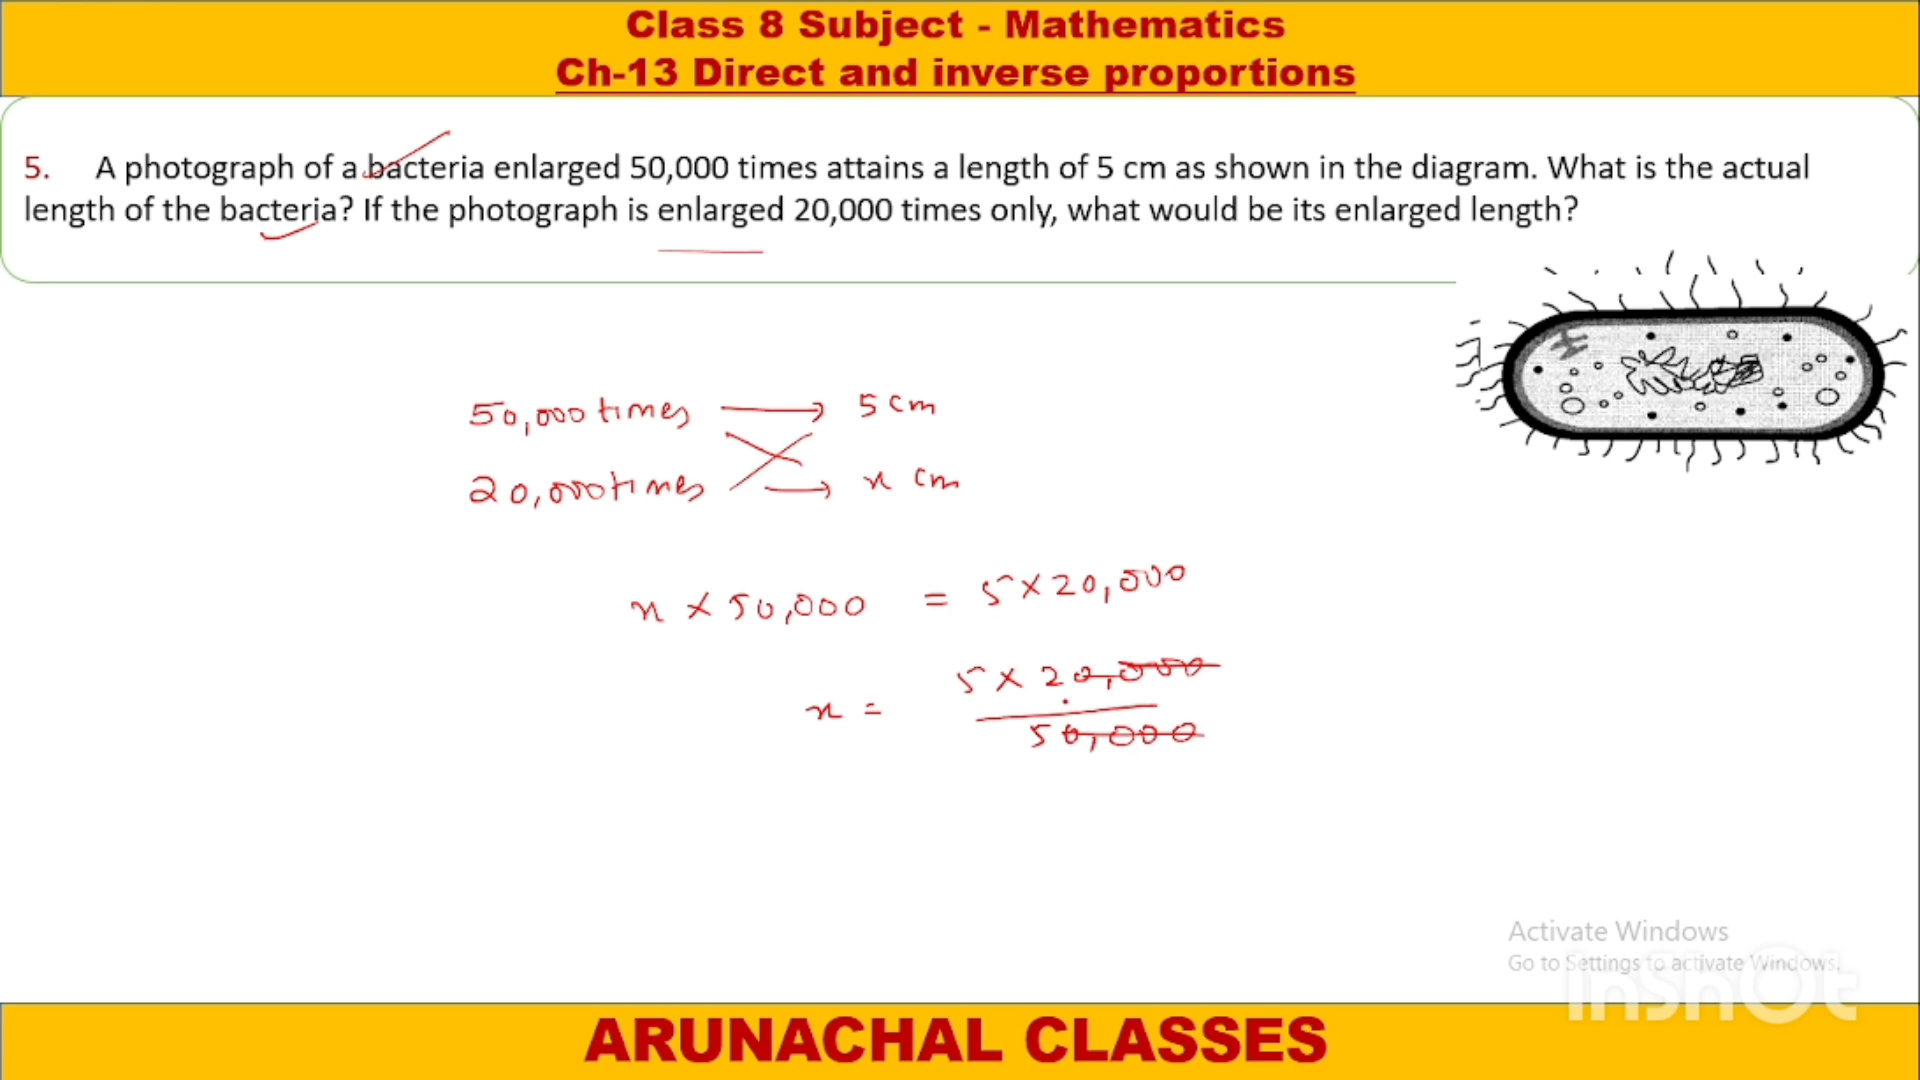 Class 8 Subject - Mathematics
Ch-13 Direct and inverse proportions
5. A photograph of a bacteria enlarged 50,000 times attains a length of 5 cm as shown in the diagram. What is the actual
length of the bacteria? If the photograph is enlarged 20,000 times only, what would be its enlarged length?
50,000 times → 5 cm
20,000 times → x cm
x × 50,000 = 5 × 20,000
x = 5 × 20,000
50,000
Activate Windows
Go to Settings to activate Windows.
InShOt
ARUNACHAL CLASSES